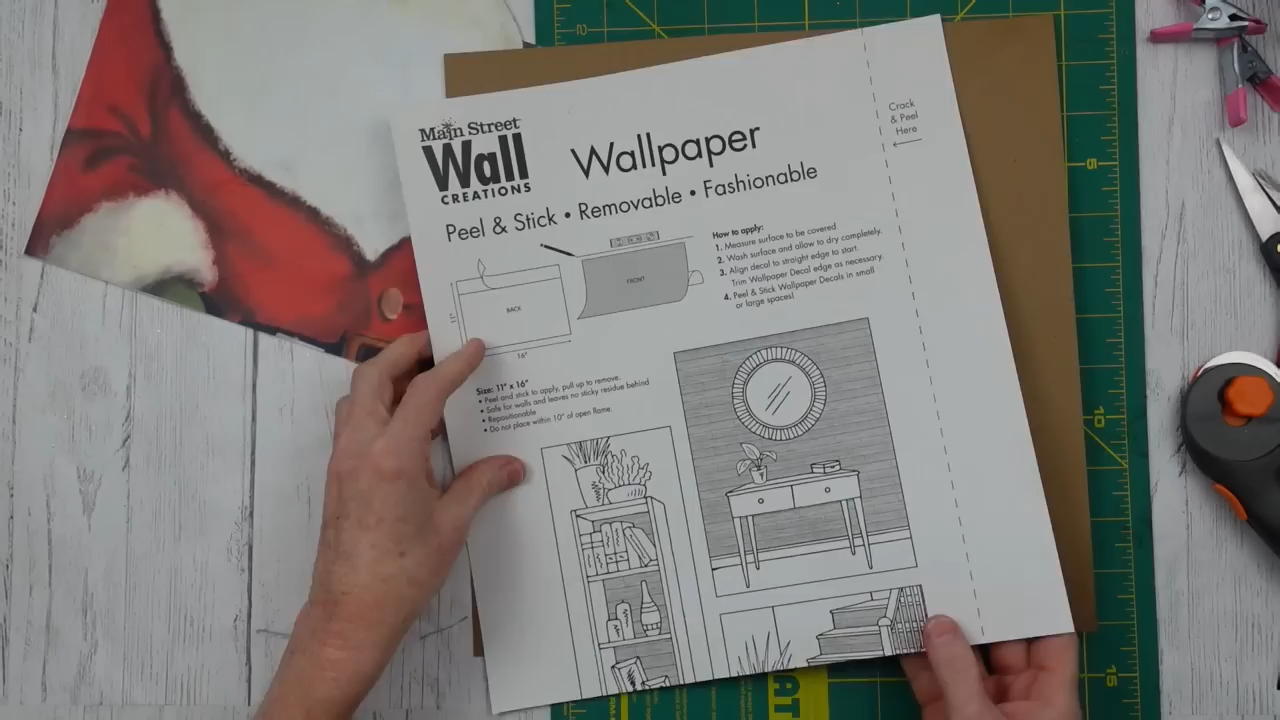 Main Street
Wall
CREATIONS
Wallpaper
Peel & Stick • Removable • Fashionable
Crack
& Peel
Here
How to apply:
1. Measure surface to be covered
2. Wash surface and allow to dry completely.
3. Align decal to straight edge to start.
Trim Wallpaper Decal edge as necessary.
4. Peel & Stick Wallpaper Decals in small
or large spaces!
BACK
FRONT
11"
16"
Size: 11" x 16"
• Peel and stick to apply, pull up to remove.
• Safe for walls and leaves no sticky residue behind
• Repositionable
• Do not place within 10" of open flame.
2
5
10
15